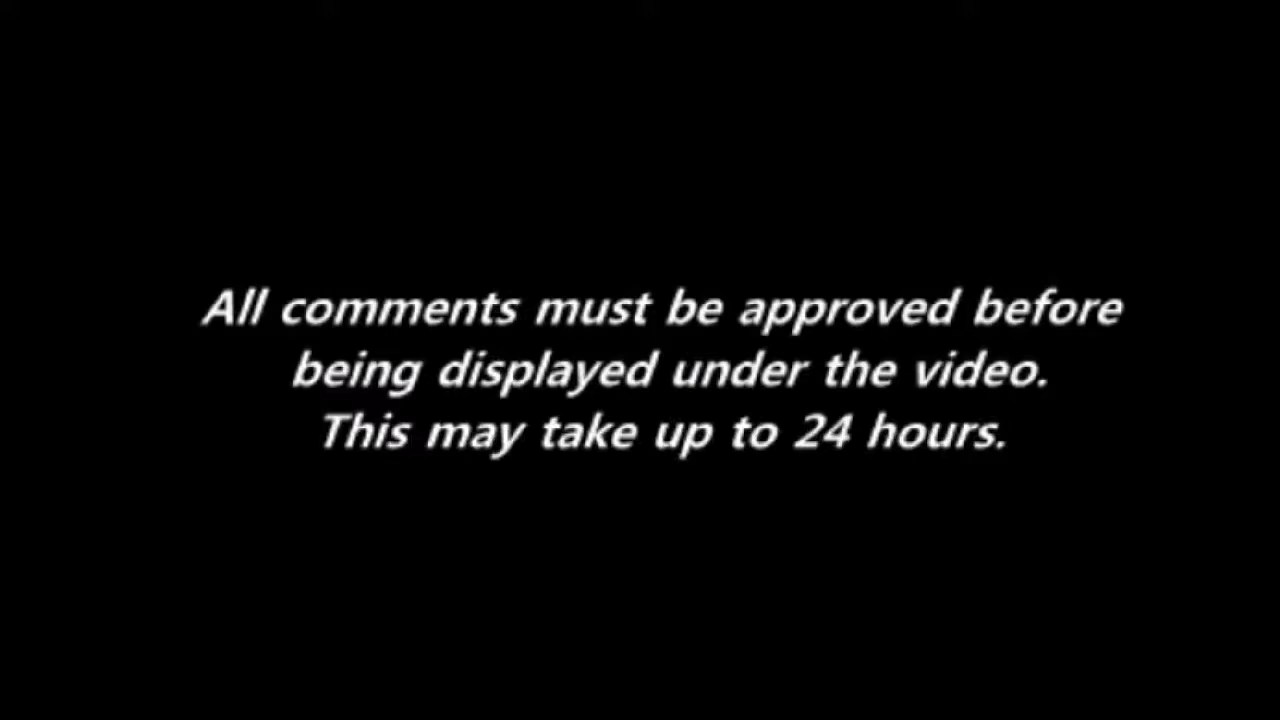 All comments must be approved before
being displayed under the video.
This may take up to 24 hours.